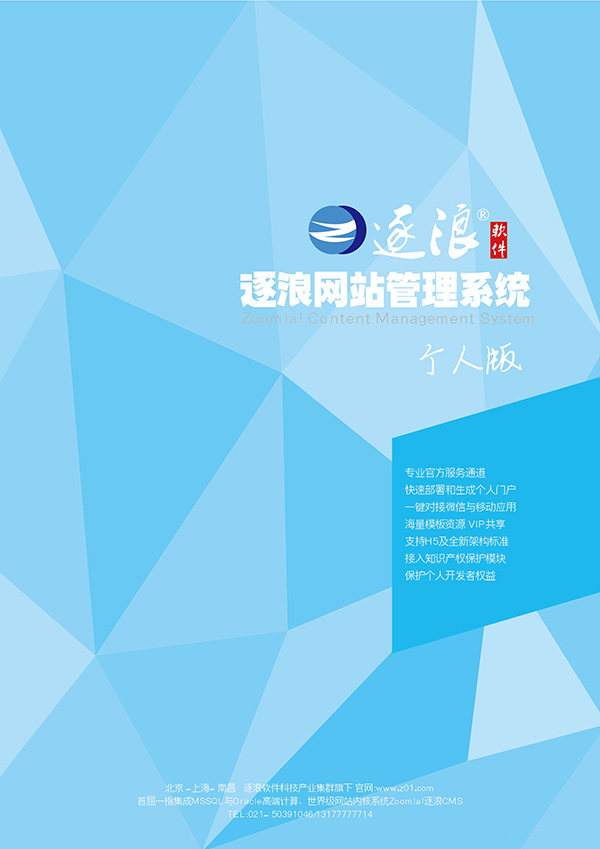 逐浪®軟件
逐浪网站管理系统
Zoomla! Content Management System
个人版
专业官方服务通道
快速部署和生成个人门户
一键对接微信与移动应用
海量模板资源 VIP共享
支持H5及全新架构标准
接入知识产权保护模块
保护个人开发者权益
北京-上海-南昌 逐浪软件科技产业集群旗下 官网:www.z01.com
首屈一指集成MSSQL与Oracle高端计算、世界级网站内核系统Zoomla!逐浪CMS
TEL:021-50391046/13177777714